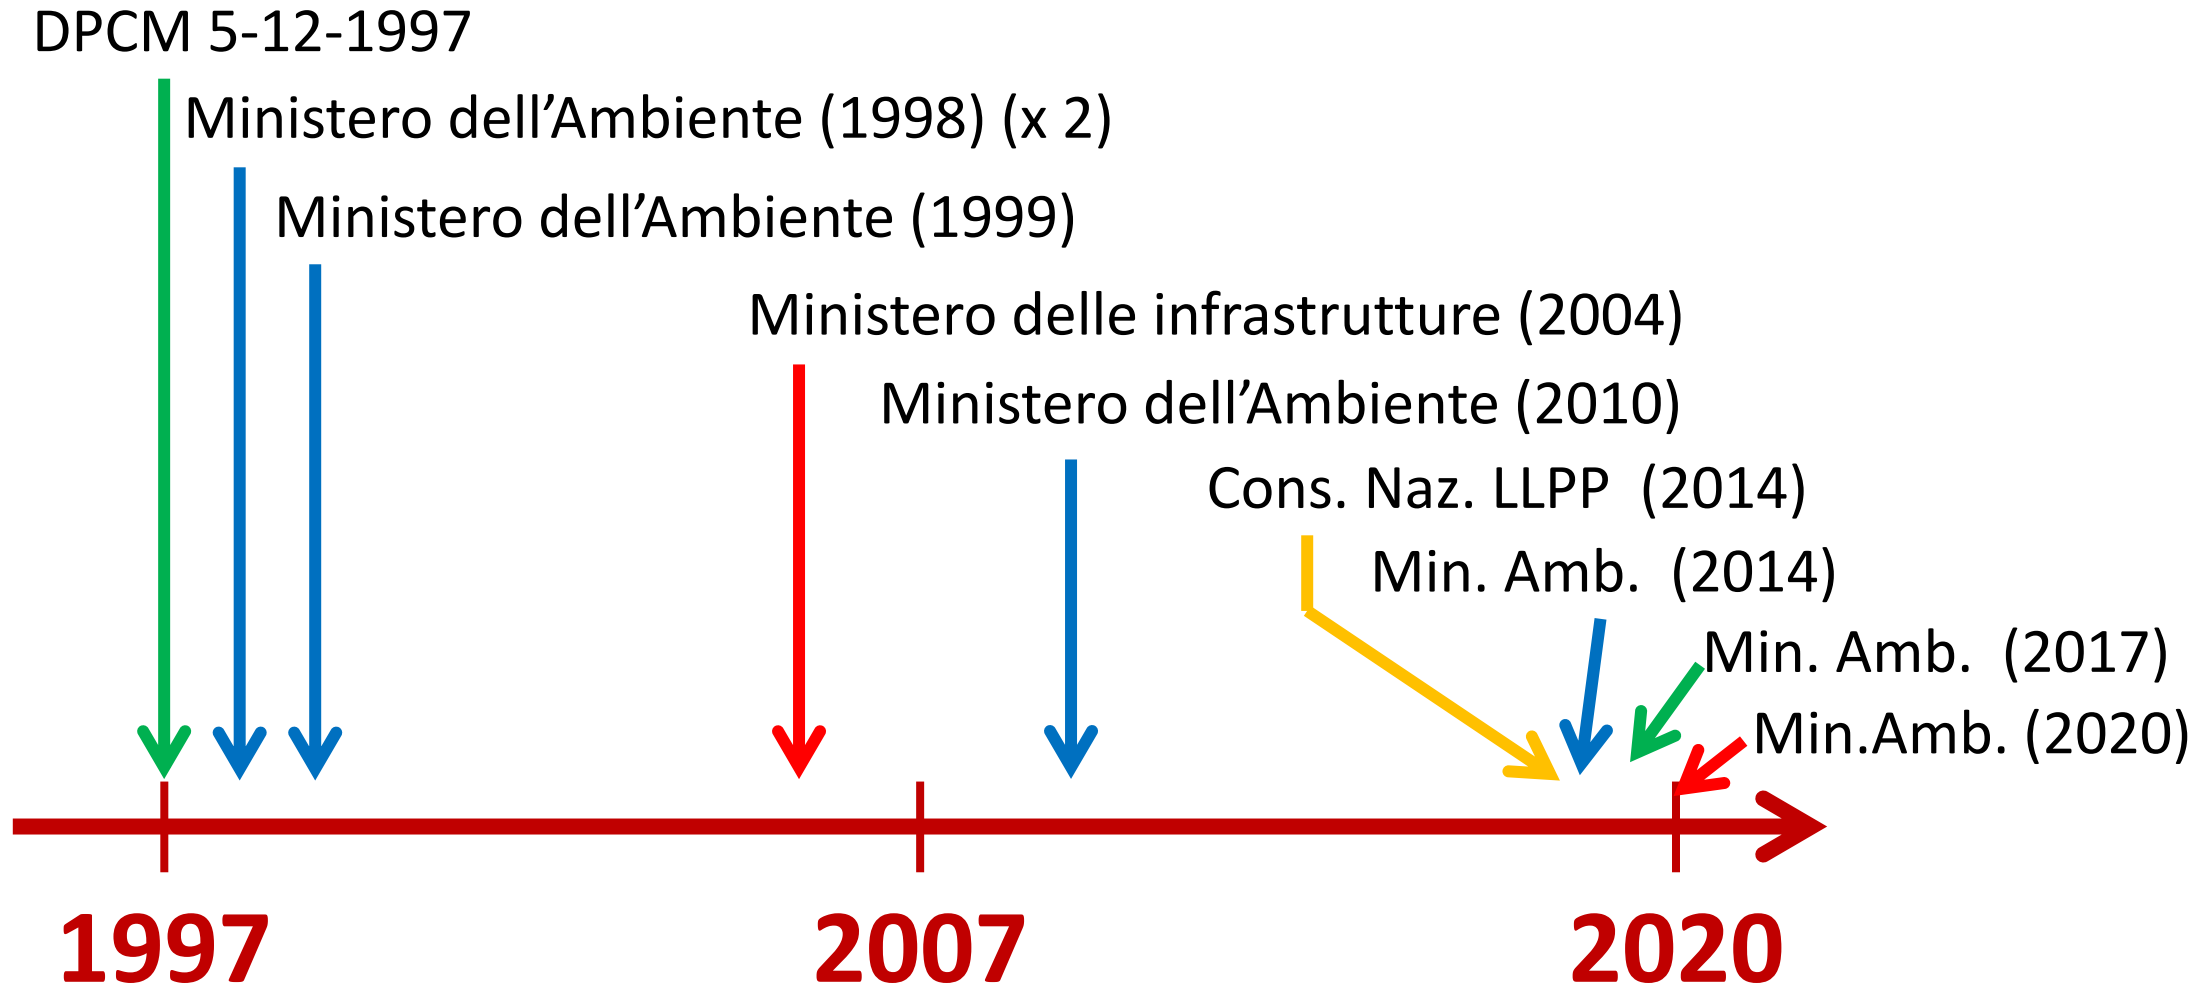 DPCM 5-12-1997
Ministero dell’Ambiente (1998) (x 2)
Ministero dell’Ambiente (1999)
Ministero delle infrastrutture (2004)
Ministero dell’Ambiente (2010)
Cons. Naz. LLPP  (2014)
Min. Amb.  (2014)
Min. Amb.  (2017)
Min.Amb. (2020)
1997 2007 2020